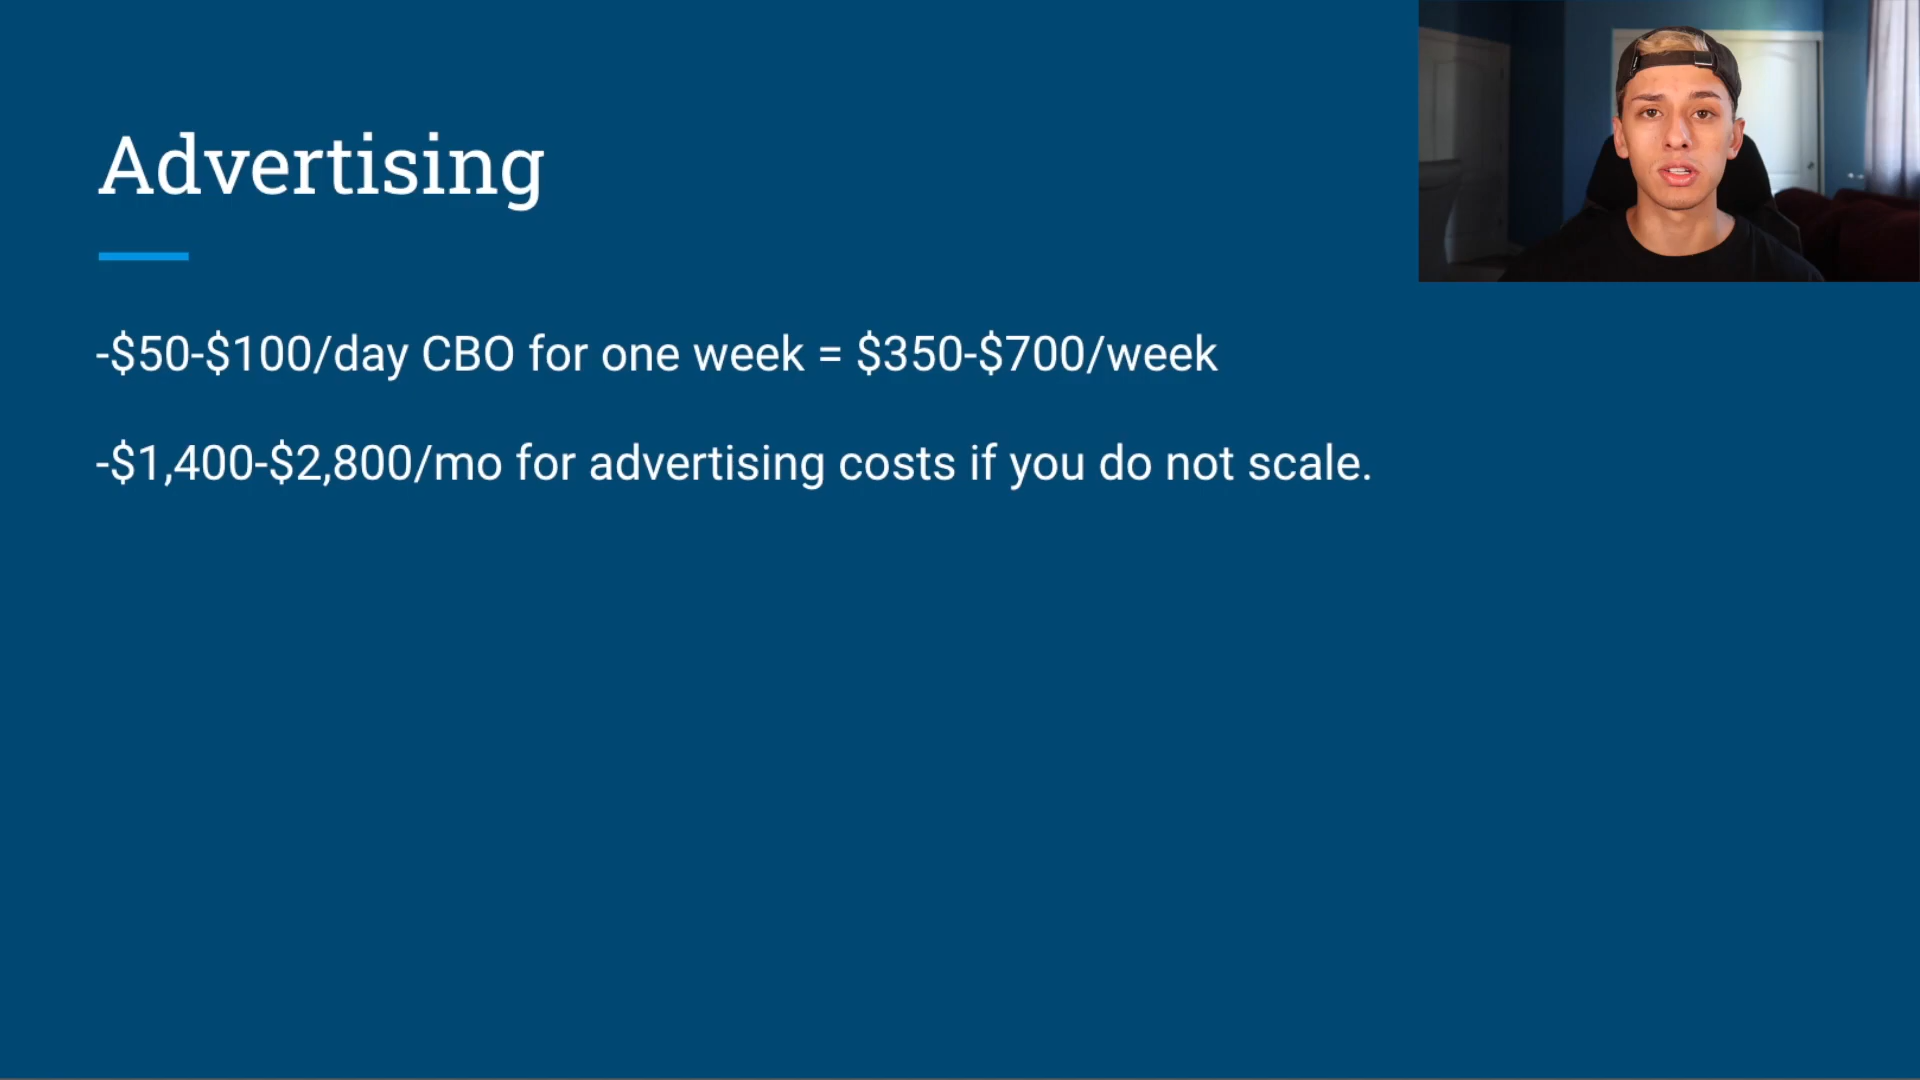 Advertising
-$50-$100/day CBO for one week = $350-$700/week
-$1,400-$2,800/mo for advertising costs if you do not scale.